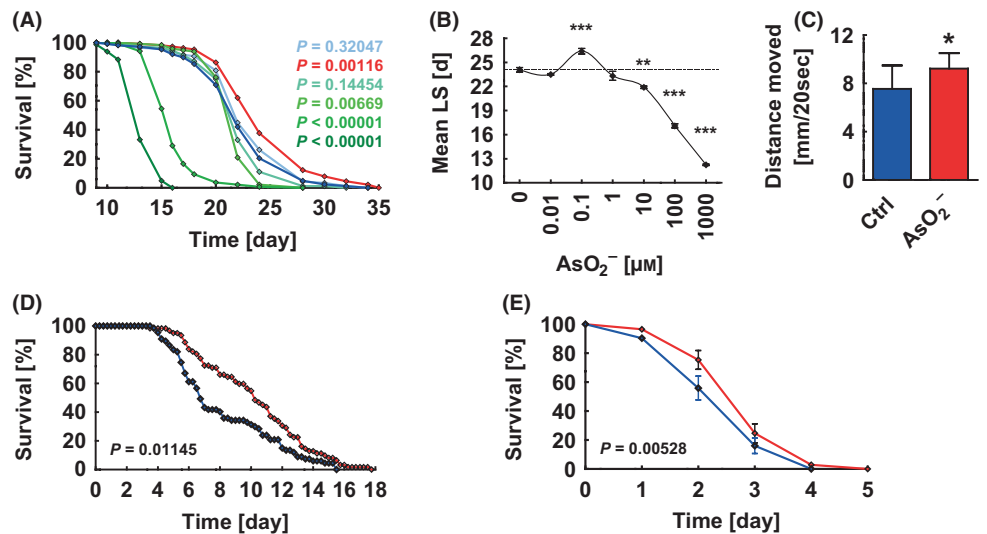 (A)
Survival [%]
100
80
60
40
20
0
P = 0.32047
P = 0.00116
P = 0.14454
P = 0.00669
P < 0.00001
P < 0.00001
10 15 20 25 30 35
Time [day]
(B)
Mean LS [d]
28
25
22
19
16
13
10
***
**
***
***
0 0.01 0.1 1 10 100 1000
AsO₂⁻ [µM]
(C)
Distance moved
[mm/20sec]
12
8
4
0
*
Ctrl AsO₂⁻
(D)
Survival [%]
100
80
60
40
20
0
P = 0.01145
0 2 4 6 8 10 12 14 16 18
Time [day]
(E)
Survival [%]
100
80
60
40
20
0
P = 0.00528
0 1 2 3 4 5
Time [day]